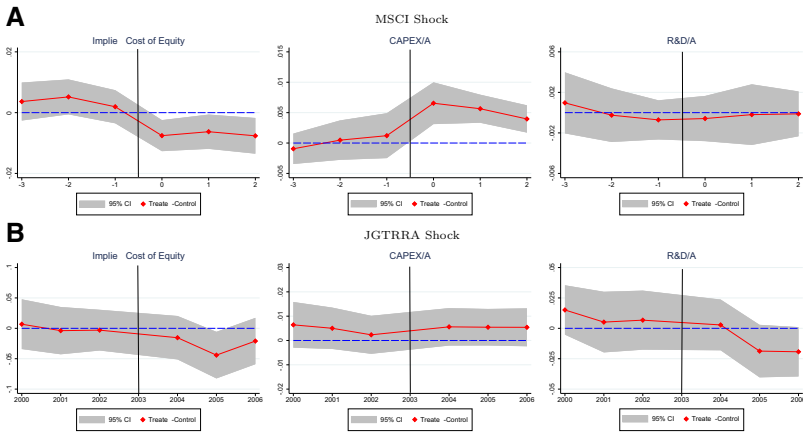 A
MSCI Shock
Implie Cost of Equity
CAPEX/A
R&D/A
.02
0
-.02
-3 -2 -1 0 1 2
95% CI Treate -Control
.015
.01
.005
0
-.005
-3 -2 -1 0 1 2
95% CI Treate -Control
.006
.002
-.002
-.006
-3 -2 -1 0 1 2
95% CI Treate -Control
B
JGTRRA Shock
Implie Cost of Equity
CAPEX/A
R&D/A
.1
.05
0
-.05
-.1
2000 2001 2002 2003 2004 2005 2006
95% CI Treate -Control
.03
.02
.01
0
-.01
-.02
2000 2001 2002 2003 2004 2005 2006
95% CI Treate -Control
.05
.025
0
-.025
-.05
2000 2001 2002 2003 2004 2005 2006
95% CI Treate -Control